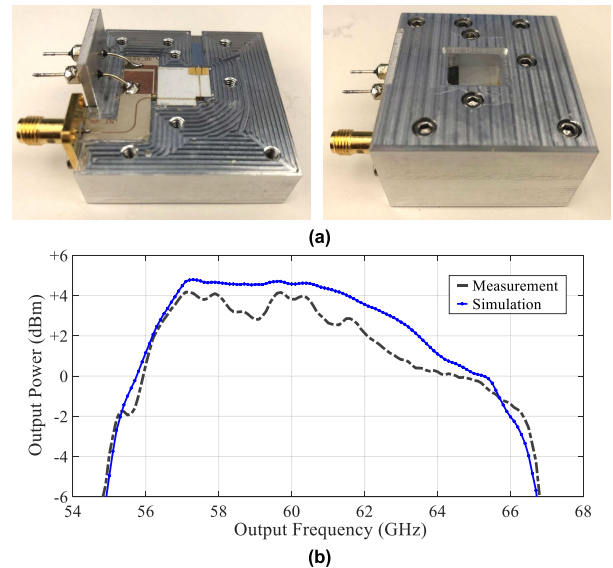 (a)
+6
+4
+2
0
-2
-4
-6
Output Power (dBm)
Measurement
Simulation
54 56 58 60 62 64 66 68
Output Frequency (GHz)
(b)